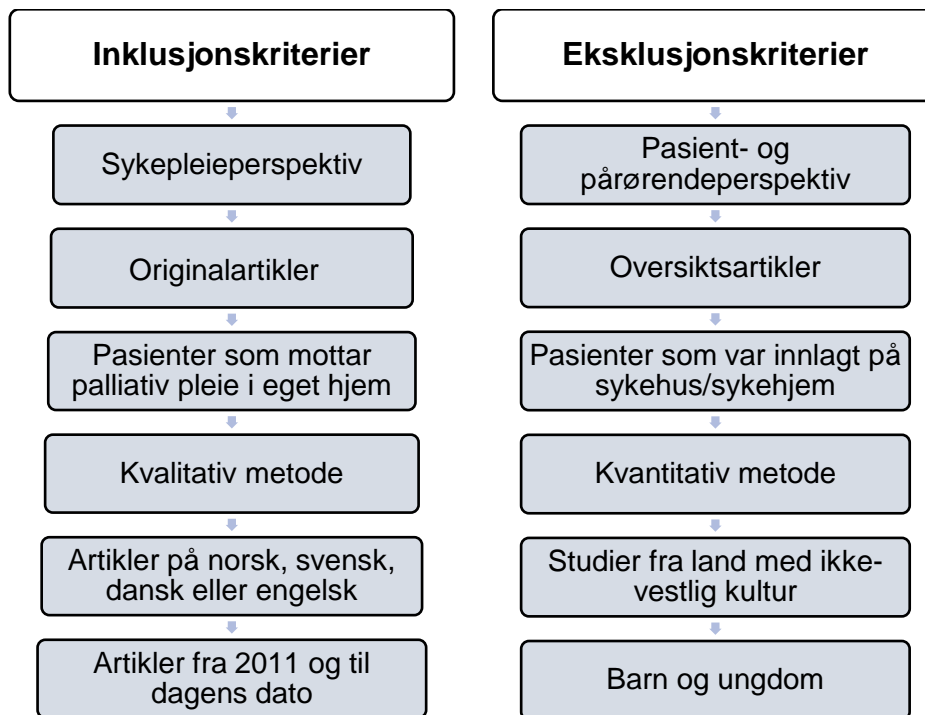 Inklusjonskriterier
Sykepleieperspektiv
Originalartikler
Pasienter som mottar
palliativ pleie i eget hjem
Kvalitativ metode
Artikler på norsk, svensk,
dansk eller engelsk
Artikler fra 2011 og til
dagens dato
Eksklusjonskriterier
Pasient- og
pårørendeperspektiv
Oversiktsartikler
Pasienter som var innlagt på
sykehus/sykehjem
Kvantitativ metode
Studier fra land med ikke-
vestlig kultur
Barn og ungdom